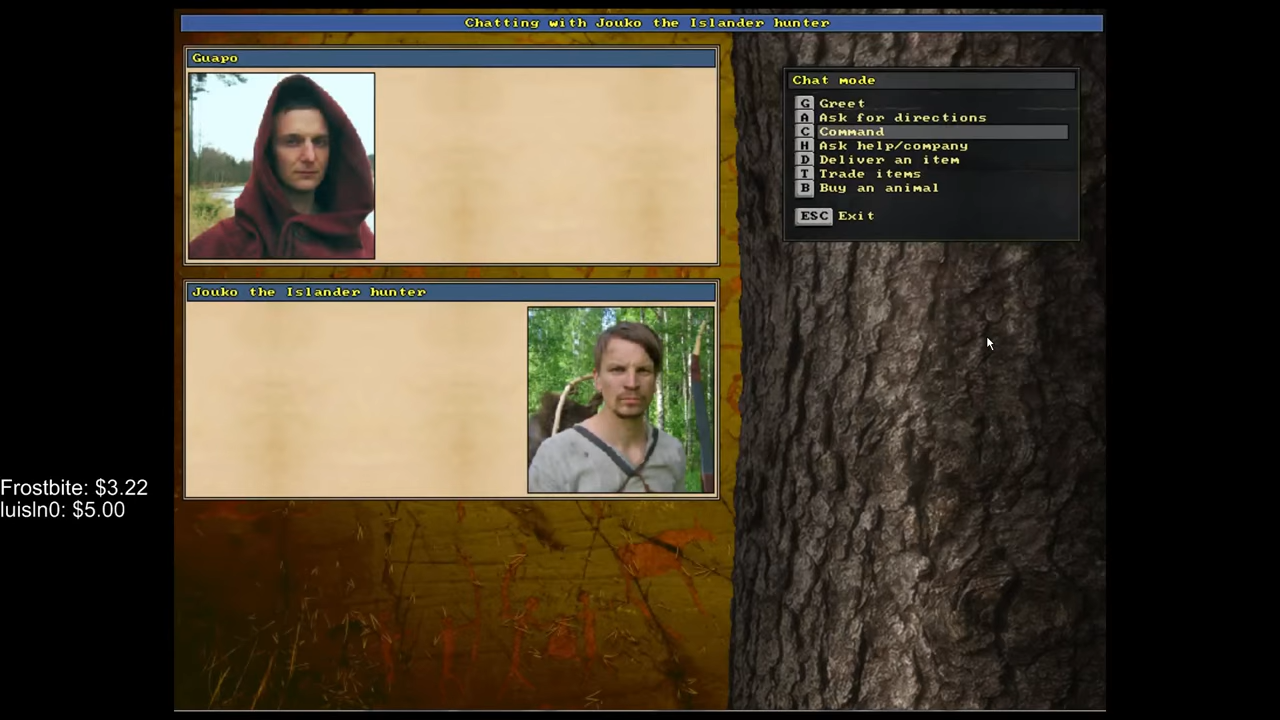 Chatting with Jouko the Islander hunter
Guapo
Jouko the Islander hunter
Chat mode
G Greet
A Ask for directions
C Command
H Ask help/company
D Deliver an item
T Trade items
B Buy an animal
ESC Exit
Frostbite: $3.22
luisln0: $5.00